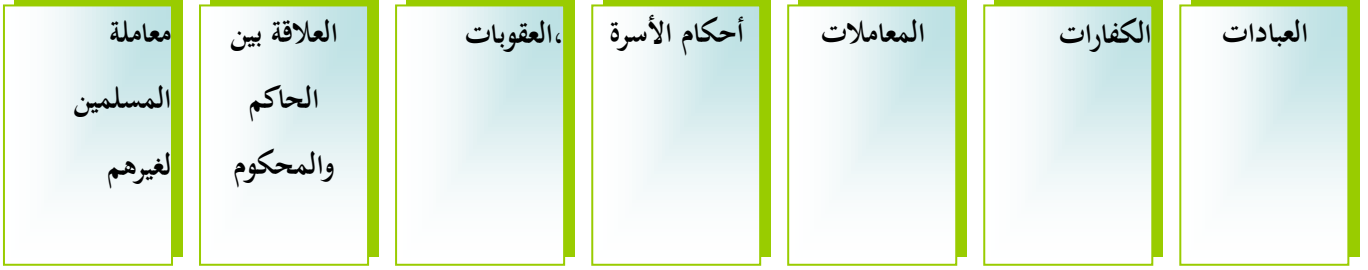 العبادات
الكفارات
المعاملات
أحكام الأسرة
،العقوبات
العلاقة بين
الحاكم
والمحكوم
معاملة
المسلمين
لغيرهم